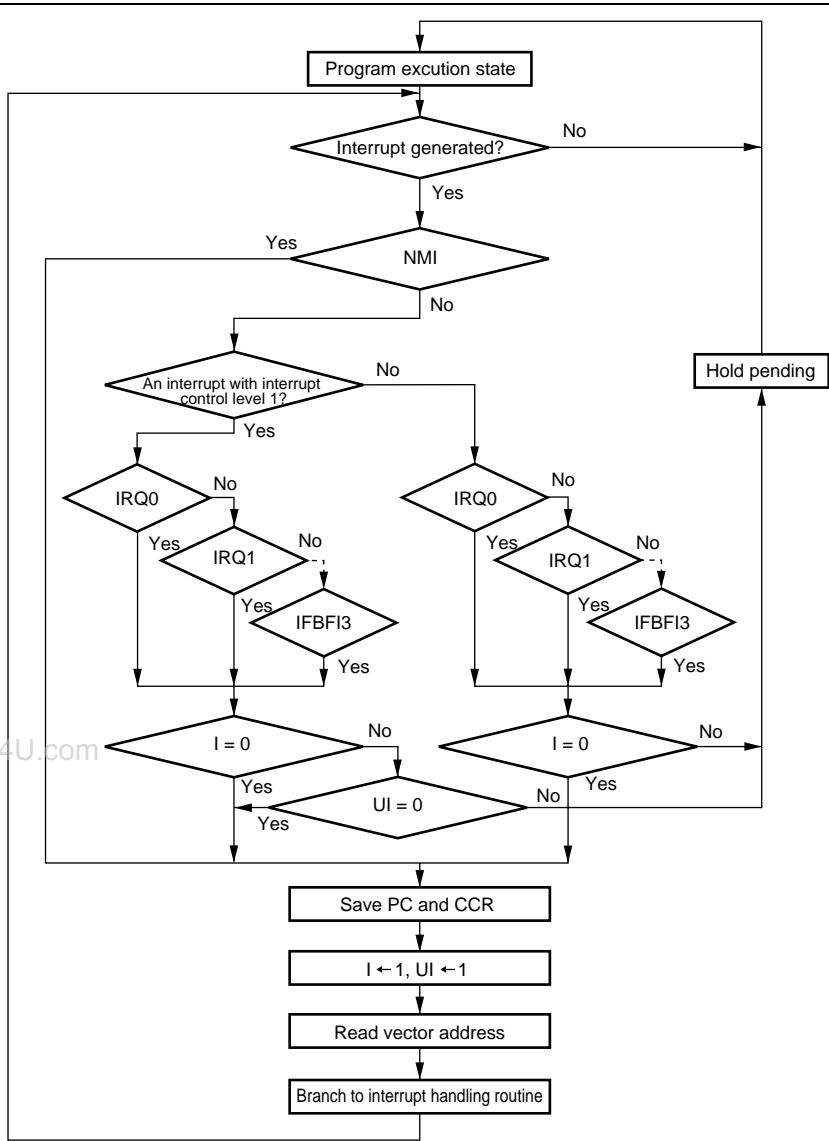 Program excution state
Interrupt generated?
No
Yes
Yes
NMI
No
An interrupt with interrupt
control level 1?
No
Hold pending
Yes
IRQ0
No
IRQ0
No
Yes
IRQ1
No
Yes
IRQ1
No
Yes
IFBFI3
Yes
IFBFI3
Yes
Yes
4U.com
I = 0
No
I = 0
No
Yes
UI = 0
No
Yes
Yes
Save PC and CCR
I ←1, UI ←1
Read vector address
Branch to interrupt handling routine